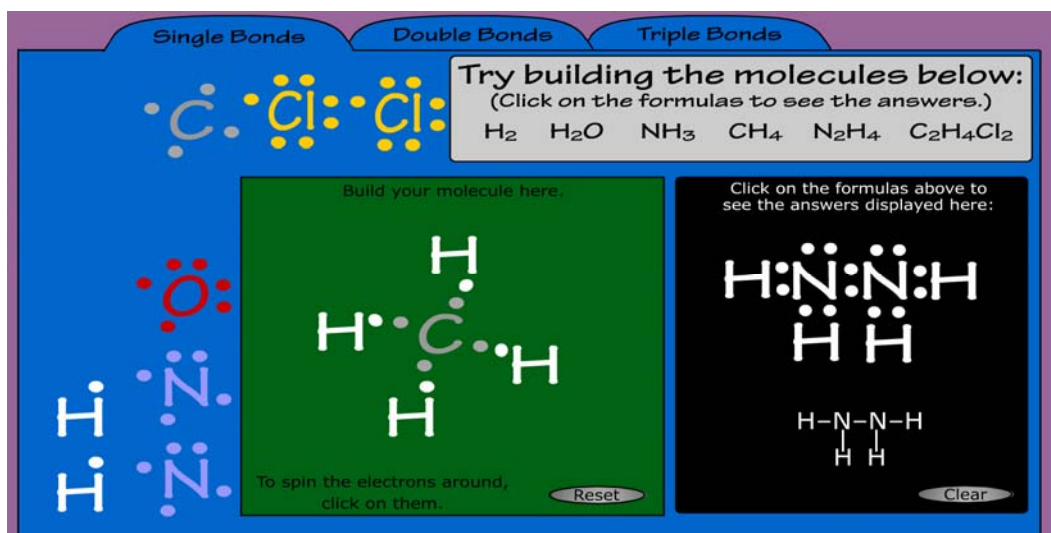 Single Bonds Double Bonds Triple Bonds
Try building the molecules below:
(Click on the formulas to see the answers.)
H₂ H₂O NH₃ CH₄ N₂H₄ C₂H₄Cl₂
C Cl Cl
Build your molecule here.
H
H C
H
H
O
N
H
N
H
To spin the electrons around,
click on them.
Reset
Click on the formulas above to
see the answers displayed here:
H:N:N:H
H H
H–N–N–H
H H
Clear